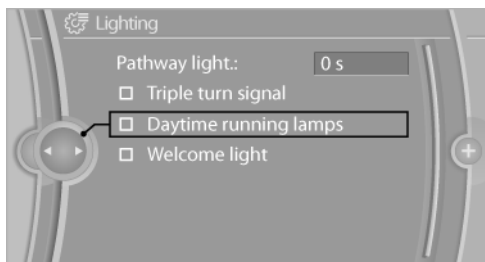 Lighting
Pathway light.: 0 s
Triple turn signal
Daytime running lamps
Welcome light